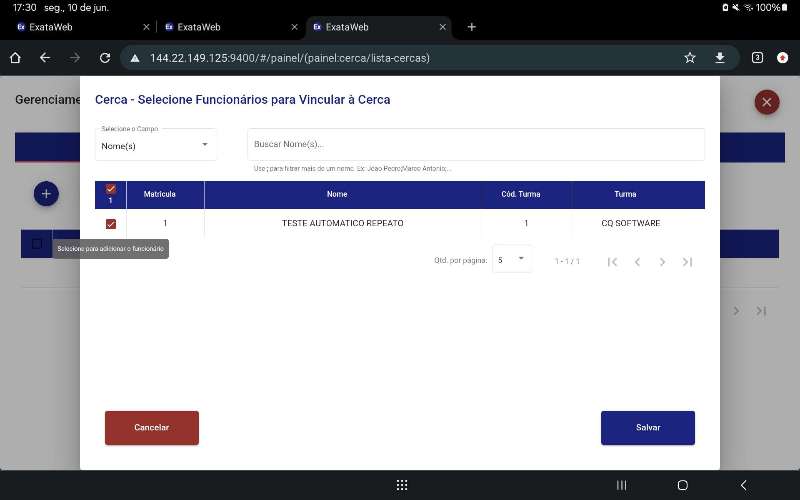 17:30 seg., 10 de jun. 100%
ExataWeb ExataWeb ExataWeb
144.22.149.125:9400/#/painel/(painel:cerca/lista-cercas) 3
Gerenciame
Cerca - Selecione Funcionários para Vincular à Cerca
Selecione o Campo
Nome(s) Buscar Nome(s)...
Use ; para filtrar mais de um nome. Ex: João Pedro;Marco Antonio;...
1 Matrícula Nome Cód. Turma Turma
1 TESTE AUTOMATICO REPEATO 1 CQ SOFTWARE
Selecione para adicionar o funcionário
Qtd. por página: 5 1 - 1 / 1
Cancelar Salvar